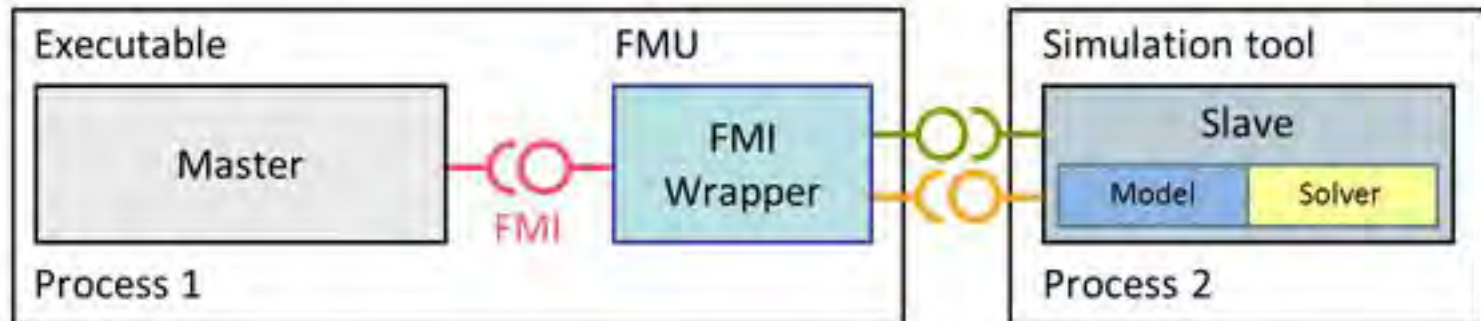 Executable
FMU
Simulation tool
Master
FMI
FMI
Wrapper
Slave
Model
Solver
Process 1
Process 2